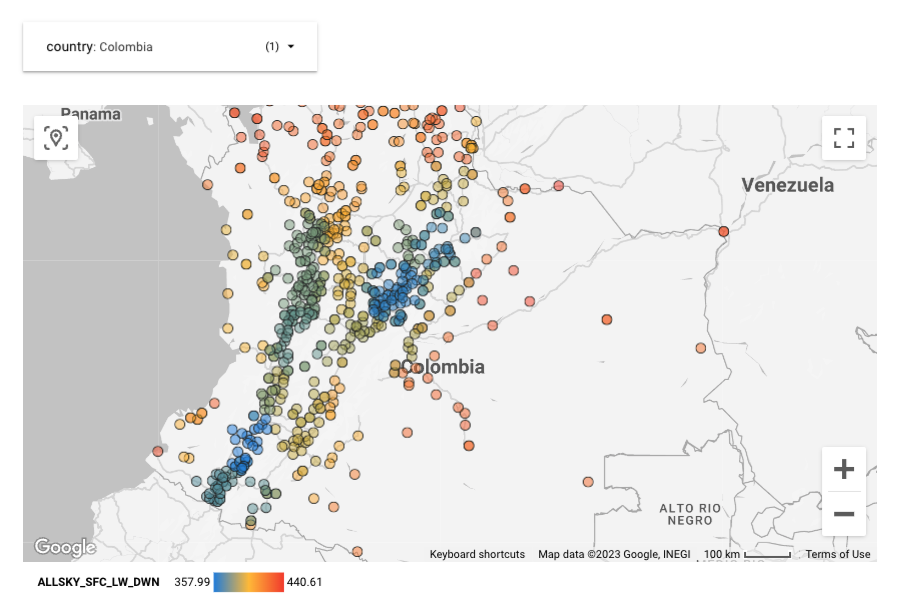 country: Colombia (1)
Panama
Venezuela
Colombia
ALTO RIO
NEGRO
Google
Keyboard shortcuts Map data ©2023 Google, INEGI 100 km Terms of Use
ALLSKY_SFC_LW_DWN 357.99 440.61